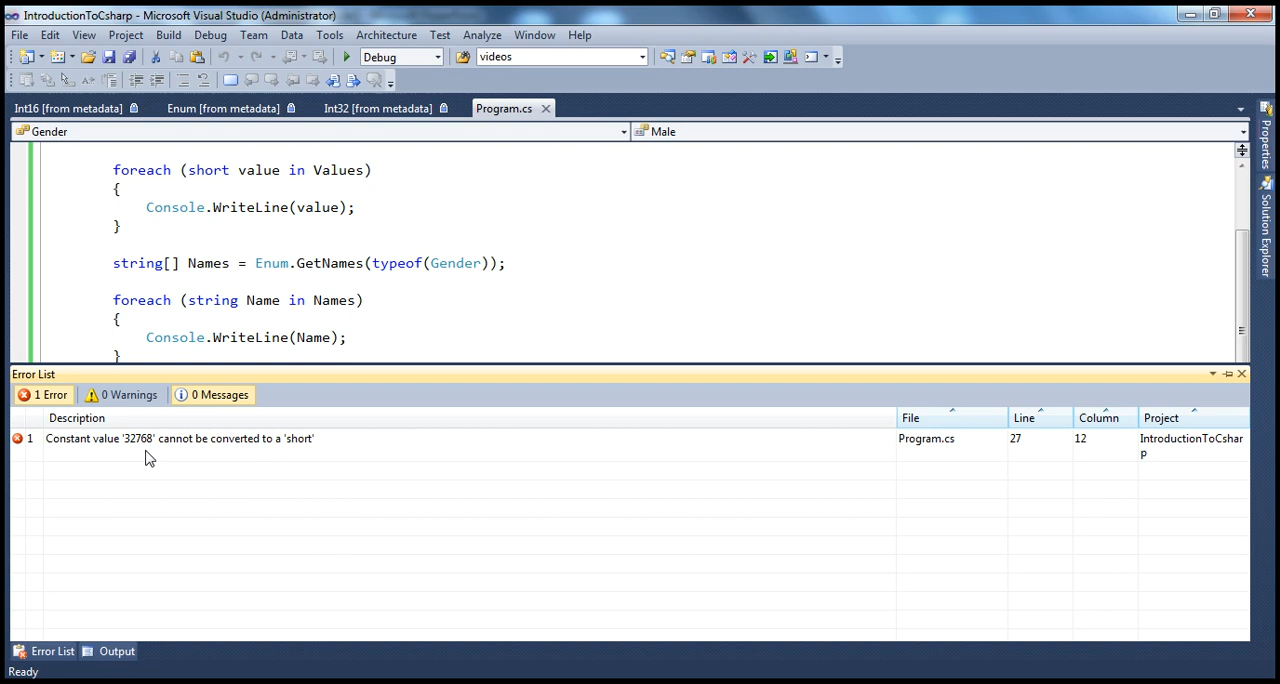 IntroductionToCsharp - Microsoft Visual Studio (Administrator)
File Edit View Project Build Debug Team Data Tools Architecture Test Analyze Window Help
Debug videos
Int16 [from metadata] Enum [from metadata] Int32 [from metadata] Program.cs
Gender Male
foreach (short value in Values)
{
Console.WriteLine(value);
}
string[] Names = Enum.GetNames(typeof(Gender));
foreach (string Name in Names)
{
Console.WriteLine(Name);
}
Properties
Solution Explorer
Error List
1 Error 0 Warnings 0 Messages
Description File Line Column Project
1 Constant value '32768' cannot be converted to a 'short' Program.cs 27 12 IntroductionToCshar
p
Error List Output
Ready